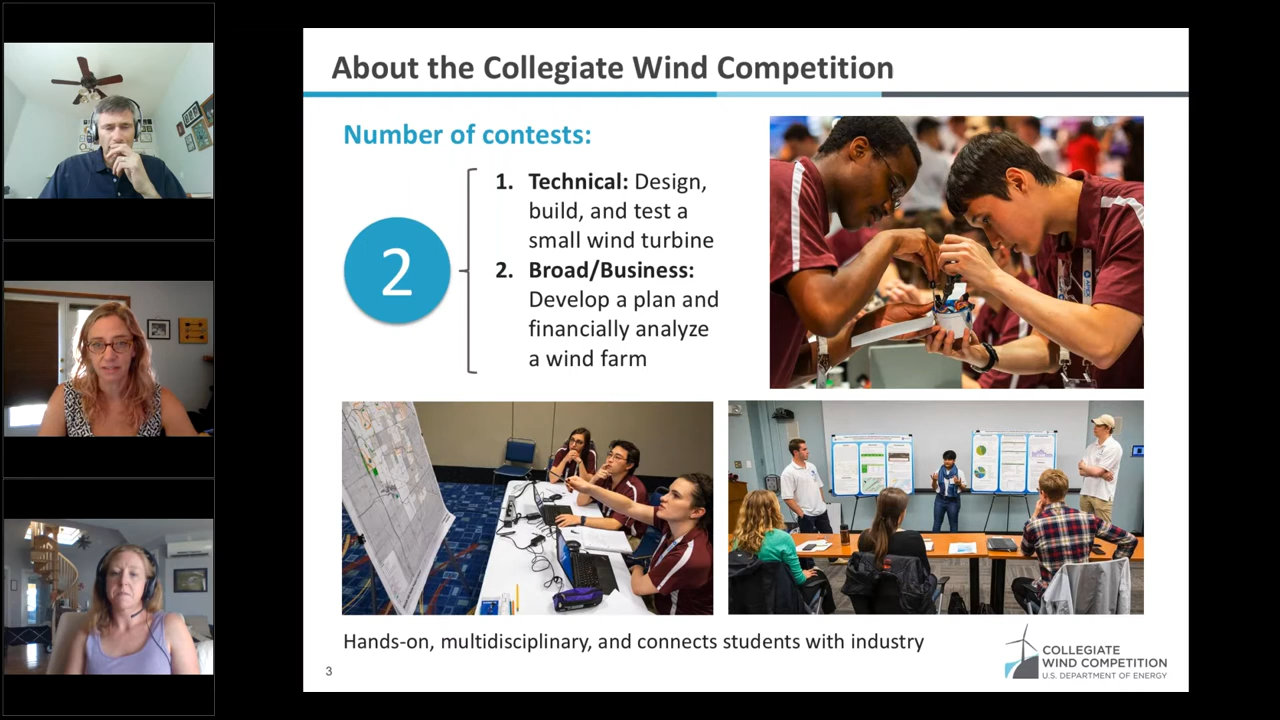 About the Collegiate Wind Competition
Number of contests:
2
1. Technical: Design,
build, and test a
small wind turbine
2. Broad/Business:
Develop a plan and
financially analyze
a wind farm
Hands-on, multidisciplinary, and connects students with industry
3
COLLEGIATE
WIND COMPETITION
U.S. DEPARTMENT OF ENERGY